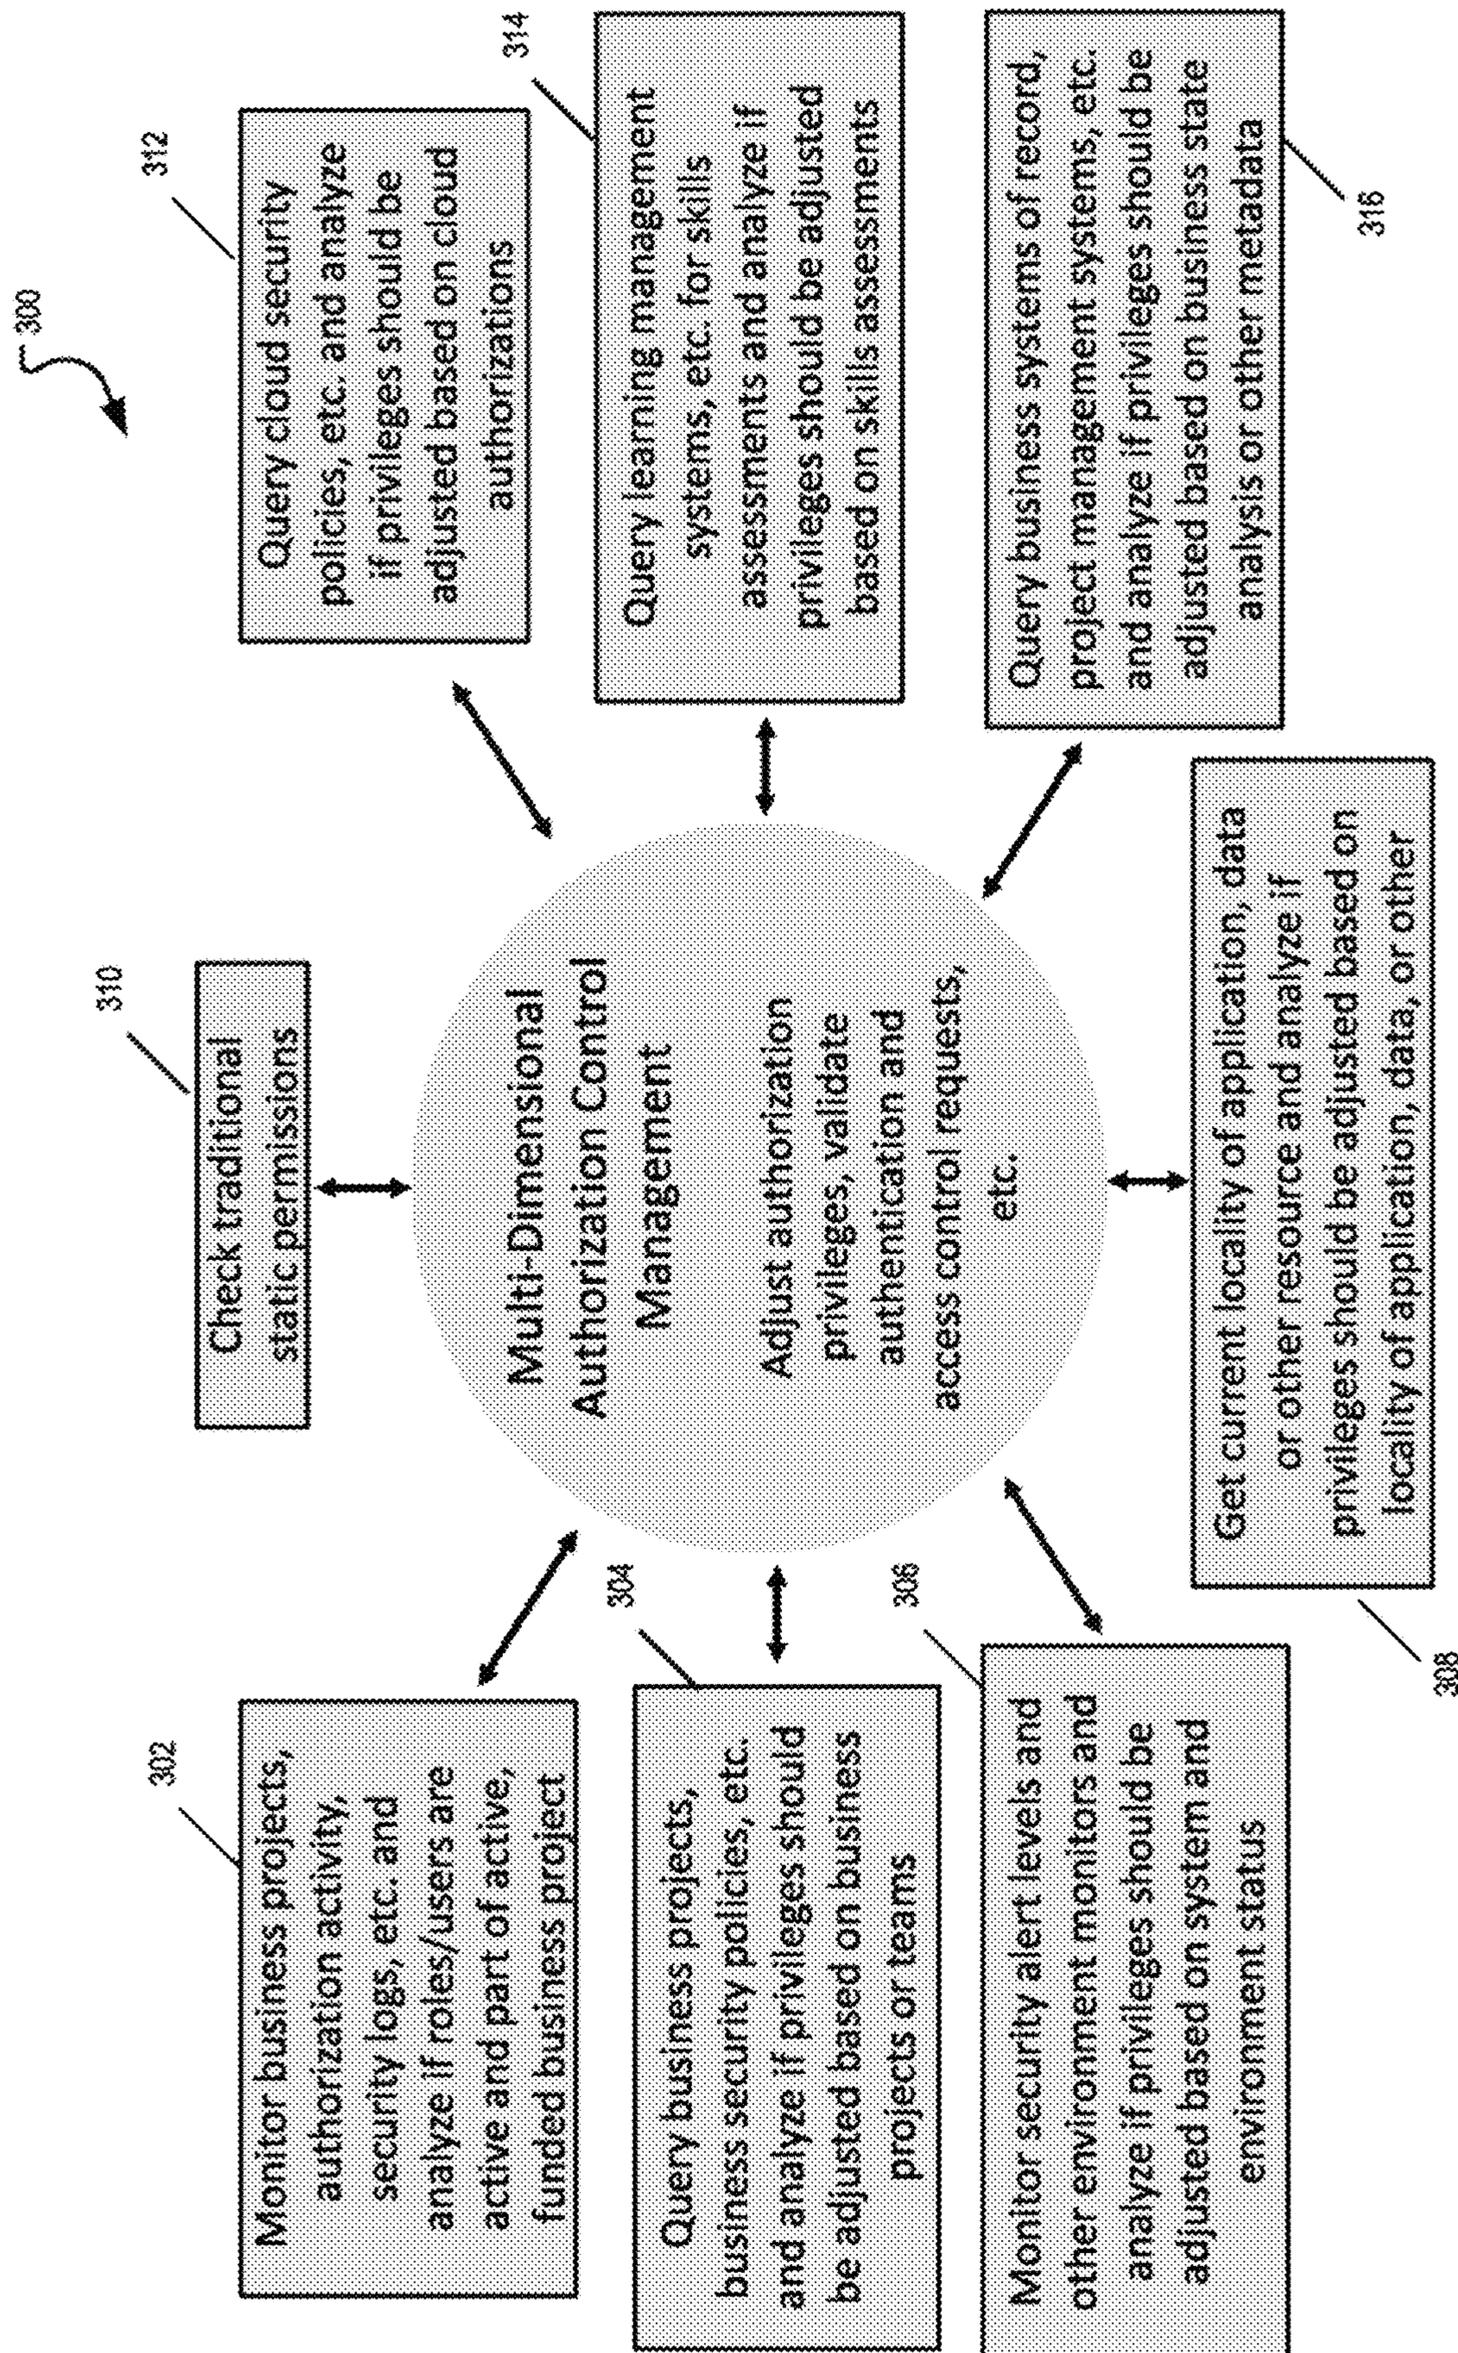 300
310
Check traditional
static permissions
302
Monitor business projects,
authorization activity,
security logs, etc. and
analyze if roles/users are
active and part of active,
funded business project
304
Query business projects,
business security policies, etc.
and analyze if privileges should
be adjusted based on business
projects or teams
306
Monitor security alert levels and
other environment monitors and
analyze if privileges should be
adjusted based on system and
environment status
Multi-Dimensional
Authorization Control
Management
Adjust authorization
privileges, validate
authentication and
access control requests,
etc.
312
Query cloud security
policies, etc. and analyze
if privileges should be
adjusted based on cloud
authorizations
314
Query learning management
systems, etc. for skills
assessments and analyze if
privileges should be adjusted
based on skills assessments
Query business systems of record,
project management systems, etc.
and analyze if privileges should be
adjusted based on business state
analysis or other metadata
316
Get current locality of application, data
or other resource and analyze if
privileges should be adjusted based on
locality of application, data, or other
308